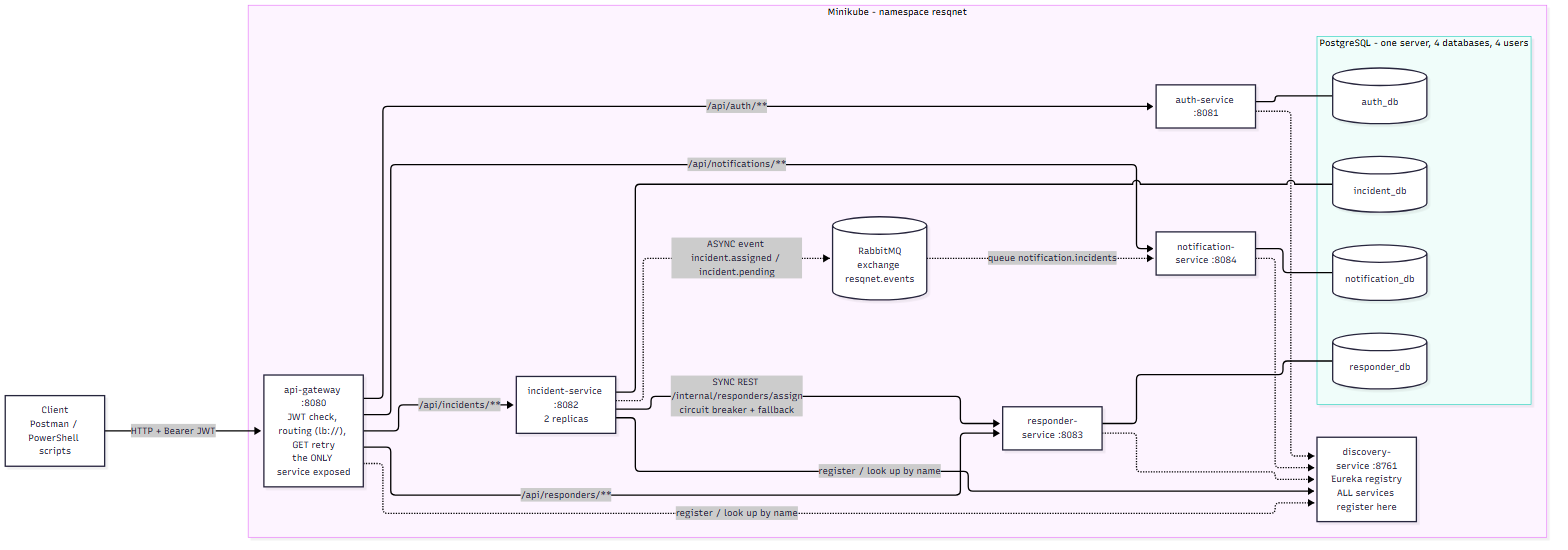 Minikube - namespace resqnet
PostgreSQL - one server, 4 databases, 4 users
auth-service
:8081
auth_db
/api/auth/**
/api/notifications/**
incident_db
ASYNC event
incident.assigned /
incident.pending
RabbitMQ
exchange
resqnet.events
queue notification.incidents
notification-
service :8084
notification_db
responder_db
Client
Postman /
PowerShell
scripts
HTTP + Bearer JWT
api-gateway
:8080
JWT check,
routing (lb://),
GET retry
the ONLY
service exposed
/api/incidents/**
incident-service
:8082
2 replicas
SYNC REST
/internal/responders/assign
circuit breaker + fallback
responder-
service :8083
register / look up by name
/api/responders/**
register / look up by name
discovery-
service :8761
Eureka registry
ALL services
register here